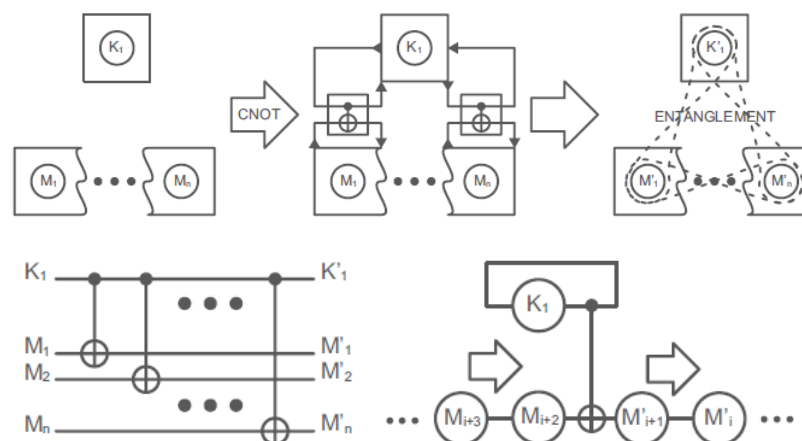 K₁ K₁ K'₁
CNOT ENTANGLEMENT
M₁ Mₙ M₁ Mₙ M'₁ M'ₙ
K₁ K'₁
K₁
M₁ M'₁
M₂ M'₂
Mᵢ₊₃ Mᵢ₊₂ M'ᵢ₊₁ M'ᵢ
Mₙ M'ₙ